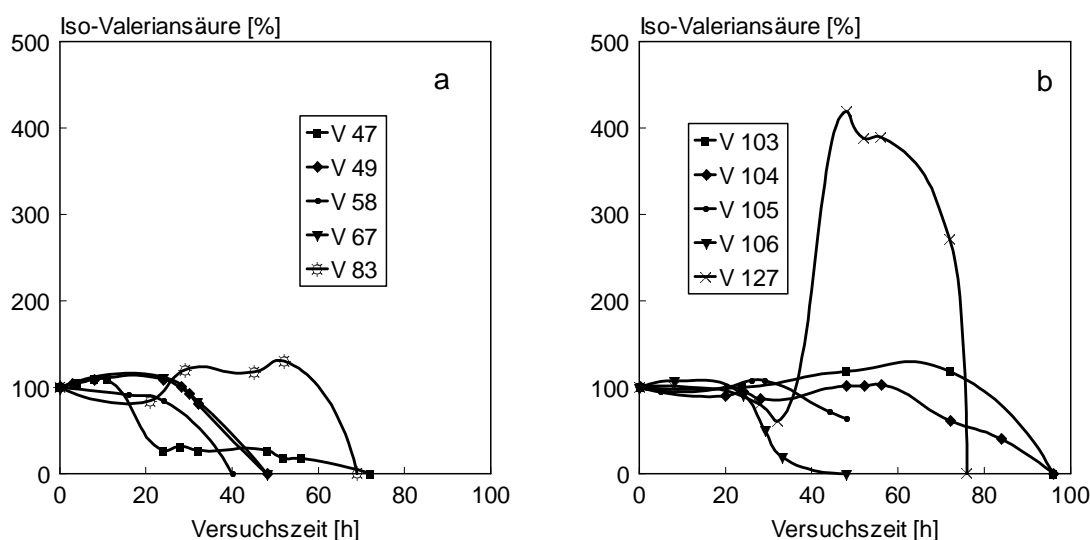 Iso-Valeriansäure [%]
500
400
300
200
100
0
a
V 47
V 49
V 58
V 67
V 83
0 20 40 60 80 100
Versuchszeit [h]
Iso-Valeriansäure [%]
500
400
300
200
100
0
b
V 103
V 104
V 105
V 106
V 127
0 20 40 60 80 100
Versuchszeit [h]